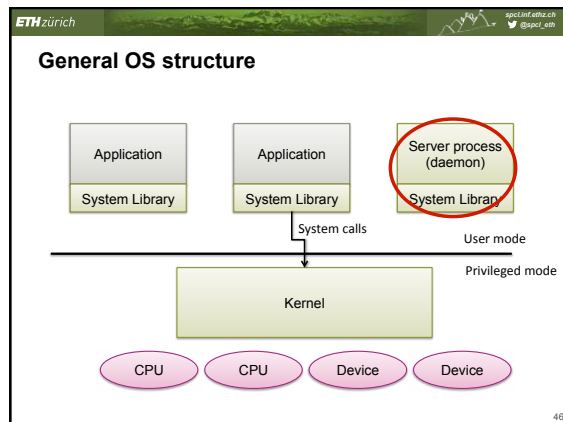 ETH zürich
spcl.inf.ethz.ch
@spcl_eth
General OS structure
Application
Application
Server process
(daemon)
System Library
System Library
System Library
System calls
User mode
Privileged mode
Kernel
CPU
CPU
Device
Device
46